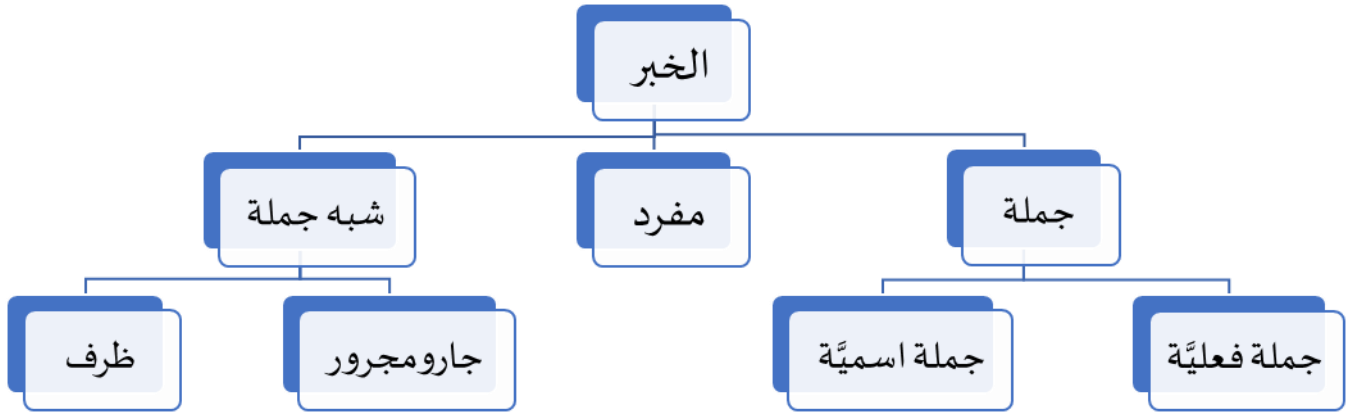 الخبر
جملة
مفرد
شبه جملة
جملة فعليَّة
جملة اسميَّة
جارومجرور
ظرف